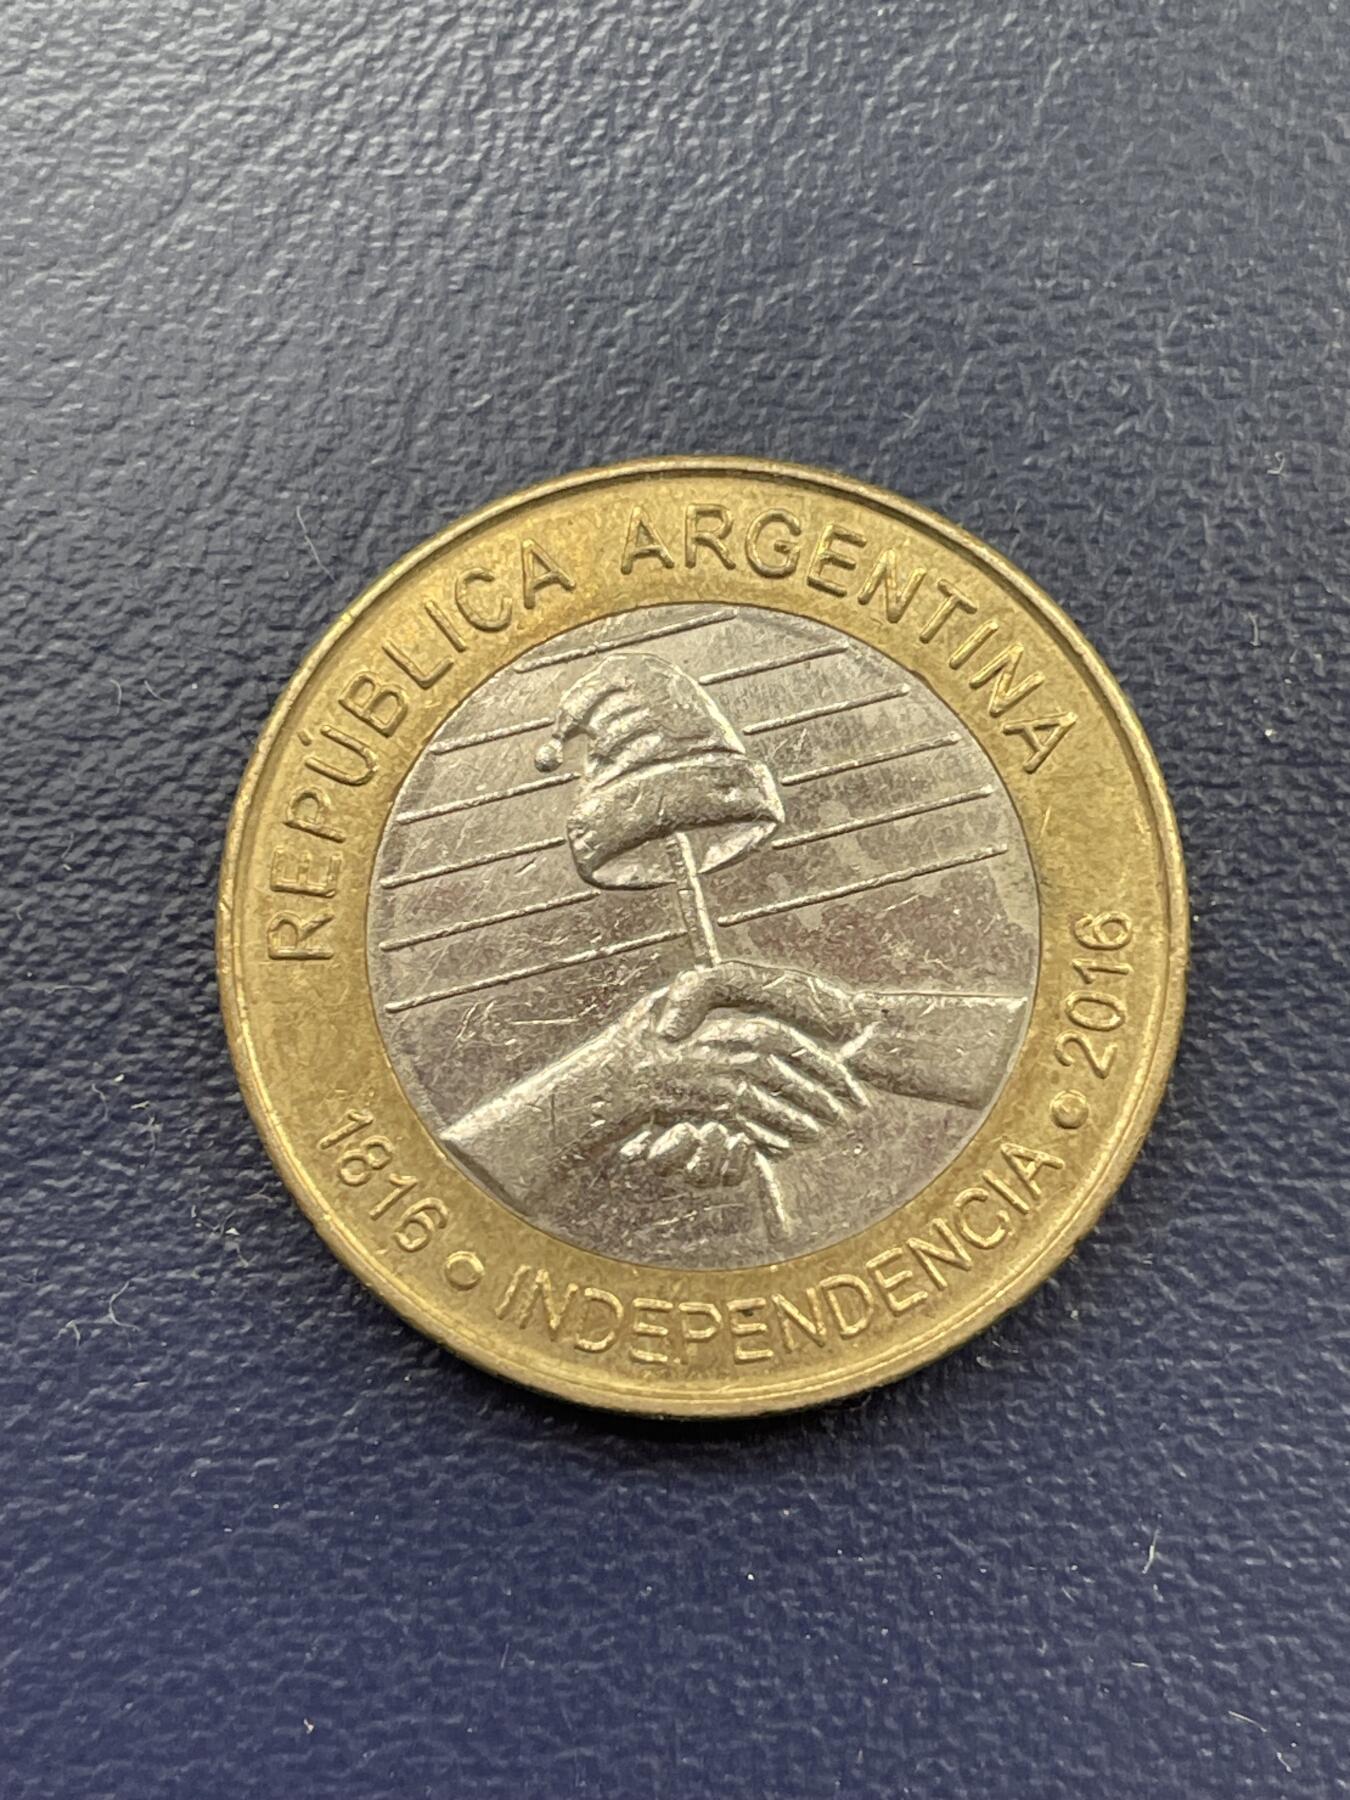 REPÚBLICA ARGENTINA
1816 • INDEPENDENCIA • 2016